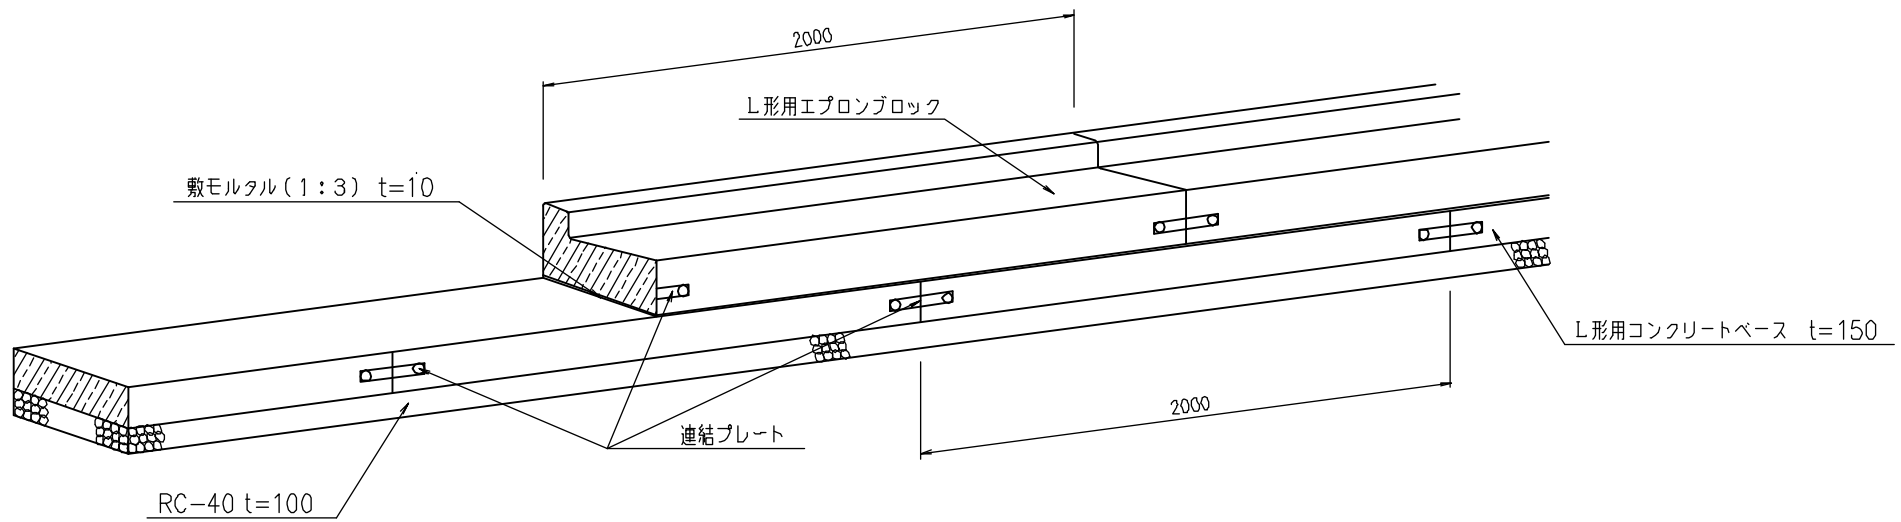 2000
L形用エプロンブロック
敷モルタル(1:3) t=10
L形用コンクリートベース t=150
2000
連結プレート
RC-40 t=100